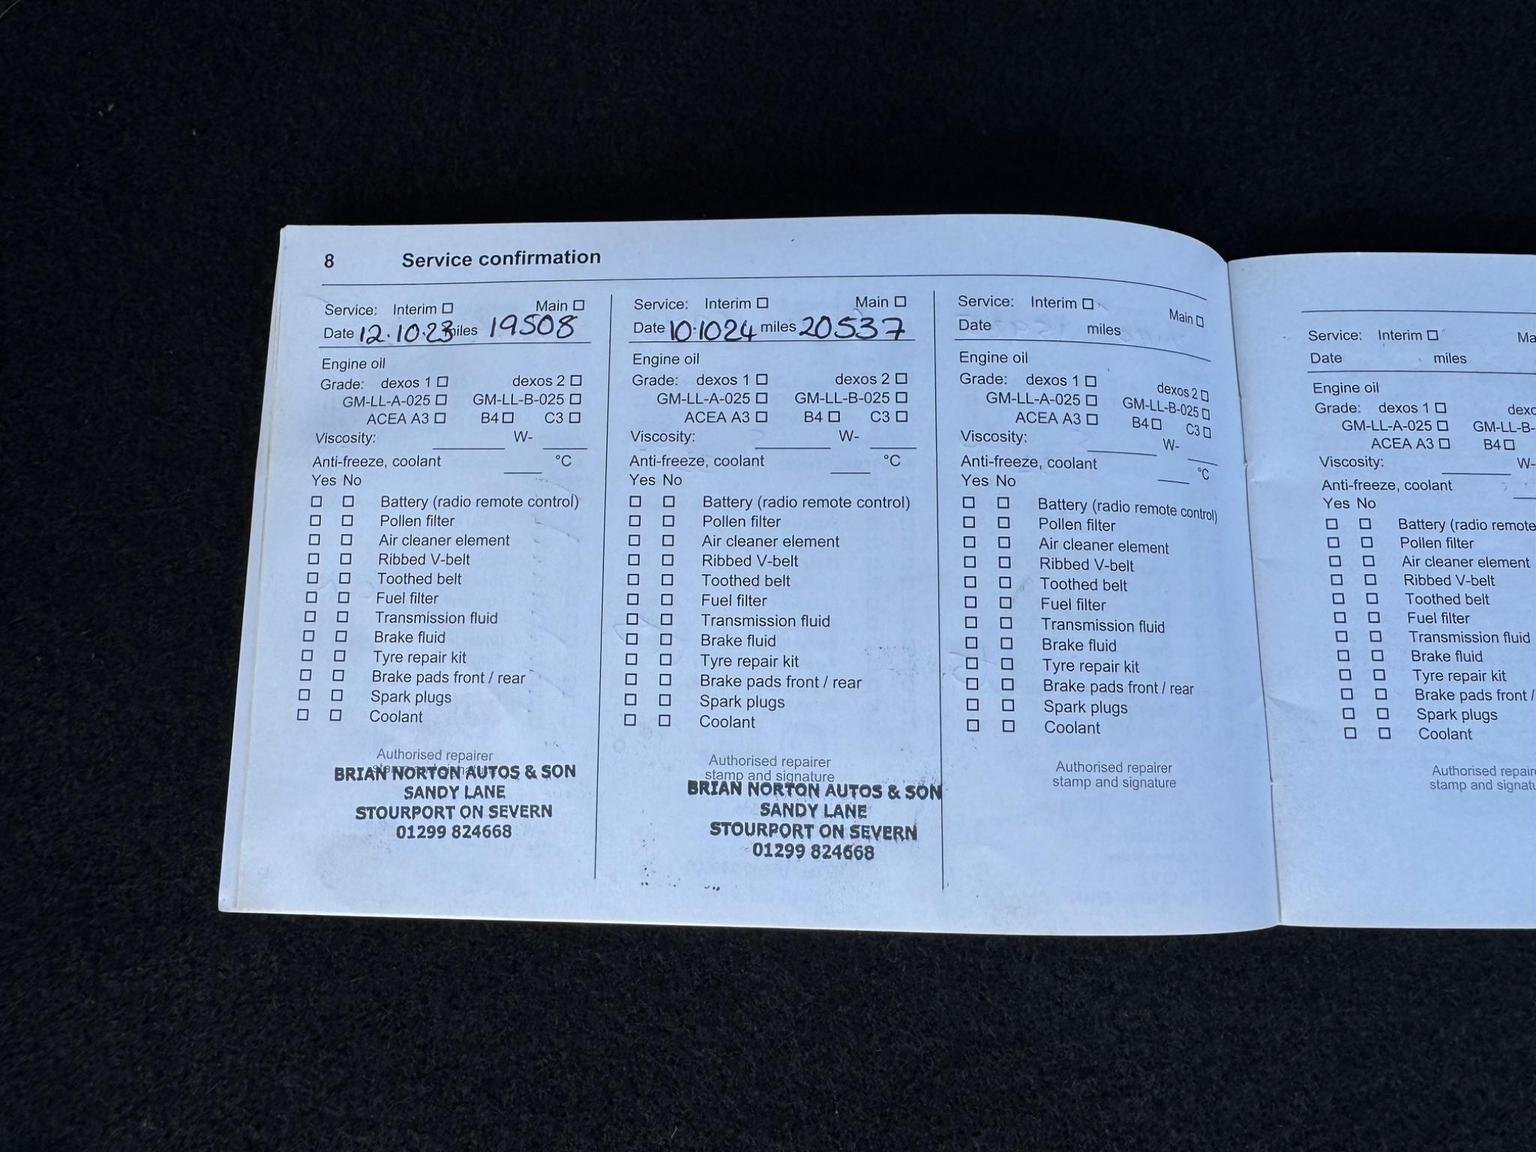 8 Service confirmation
Service: Interim Main
Date 12.10.23 miles 19508
Engine oil
Grade: dexos 1 dexos 2
GM-LL-A-025 GM-LL-B-025
ACEA A3 B4 C3
Viscosity: W-
Anti-freeze, coolant °C
Yes No
Battery (radio remote control)
Pollen filter
Air cleaner element
Ribbed V-belt
Toothed belt
Fuel filter
Transmission fluid
Brake fluid
Tyre repair kit
Brake pads front / rear
Spark plugs
Coolant
Authorised repairer
stamp and signature
BRIAN NORTON AUTOS & SON
SANDY LANE
STOURPORT ON SEVERN
01299 824668
Service: Interim Main
Date 10.1024 miles 20537
Engine oil
Grade: dexos 1 dexos 2
GM-LL-A-025 GM-LL-B-025
ACEA A3 B4 C3
Viscosity: W-
Anti-freeze, coolant °C
Yes No
Battery (radio remote control)
Pollen filter
Air cleaner element
Ribbed V-belt
Toothed belt
Fuel filter
Transmission fluid
Brake fluid
Tyre repair kit
Brake pads front / rear
Spark plugs
Coolant
Authorised repairer
stamp and signature
BRIAN NORTON AUTOS & SON
SANDY LANE
STOURPORT ON SEVERN
01299 824668
Service: Interim Main
Date miles
Engine oil
Grade: dexos 1 dexos 2
GM-LL-A-025 GM-LL-B-025
ACEA A3 B4 C3
Viscosity: W-
Anti-freeze, coolant °C
Yes No
Battery (radio remote control)
Pollen filter
Air cleaner element
Ribbed V-belt
Toothed belt
Fuel filter
Transmission fluid
Brake fluid
Tyre repair kit
Brake pads front / rear
Spark plugs
Coolant
Authorised repairer
stamp and signature
Service: Interim
Date miles
Engine oil
Grade: dexos 1
GM-LL-A-025
ACEA A3 B4
Viscosity: W-
Anti-freeze, coolant
Yes No
Battery (radio remote
Pollen filter
Air cleaner element
Ribbed V-belt
Toothed belt
Fuel filter
Transmission fluid
Brake fluid
Tyre repair kit
Brake pads front /
Spark plugs
Coolant
Authorised
stamp and